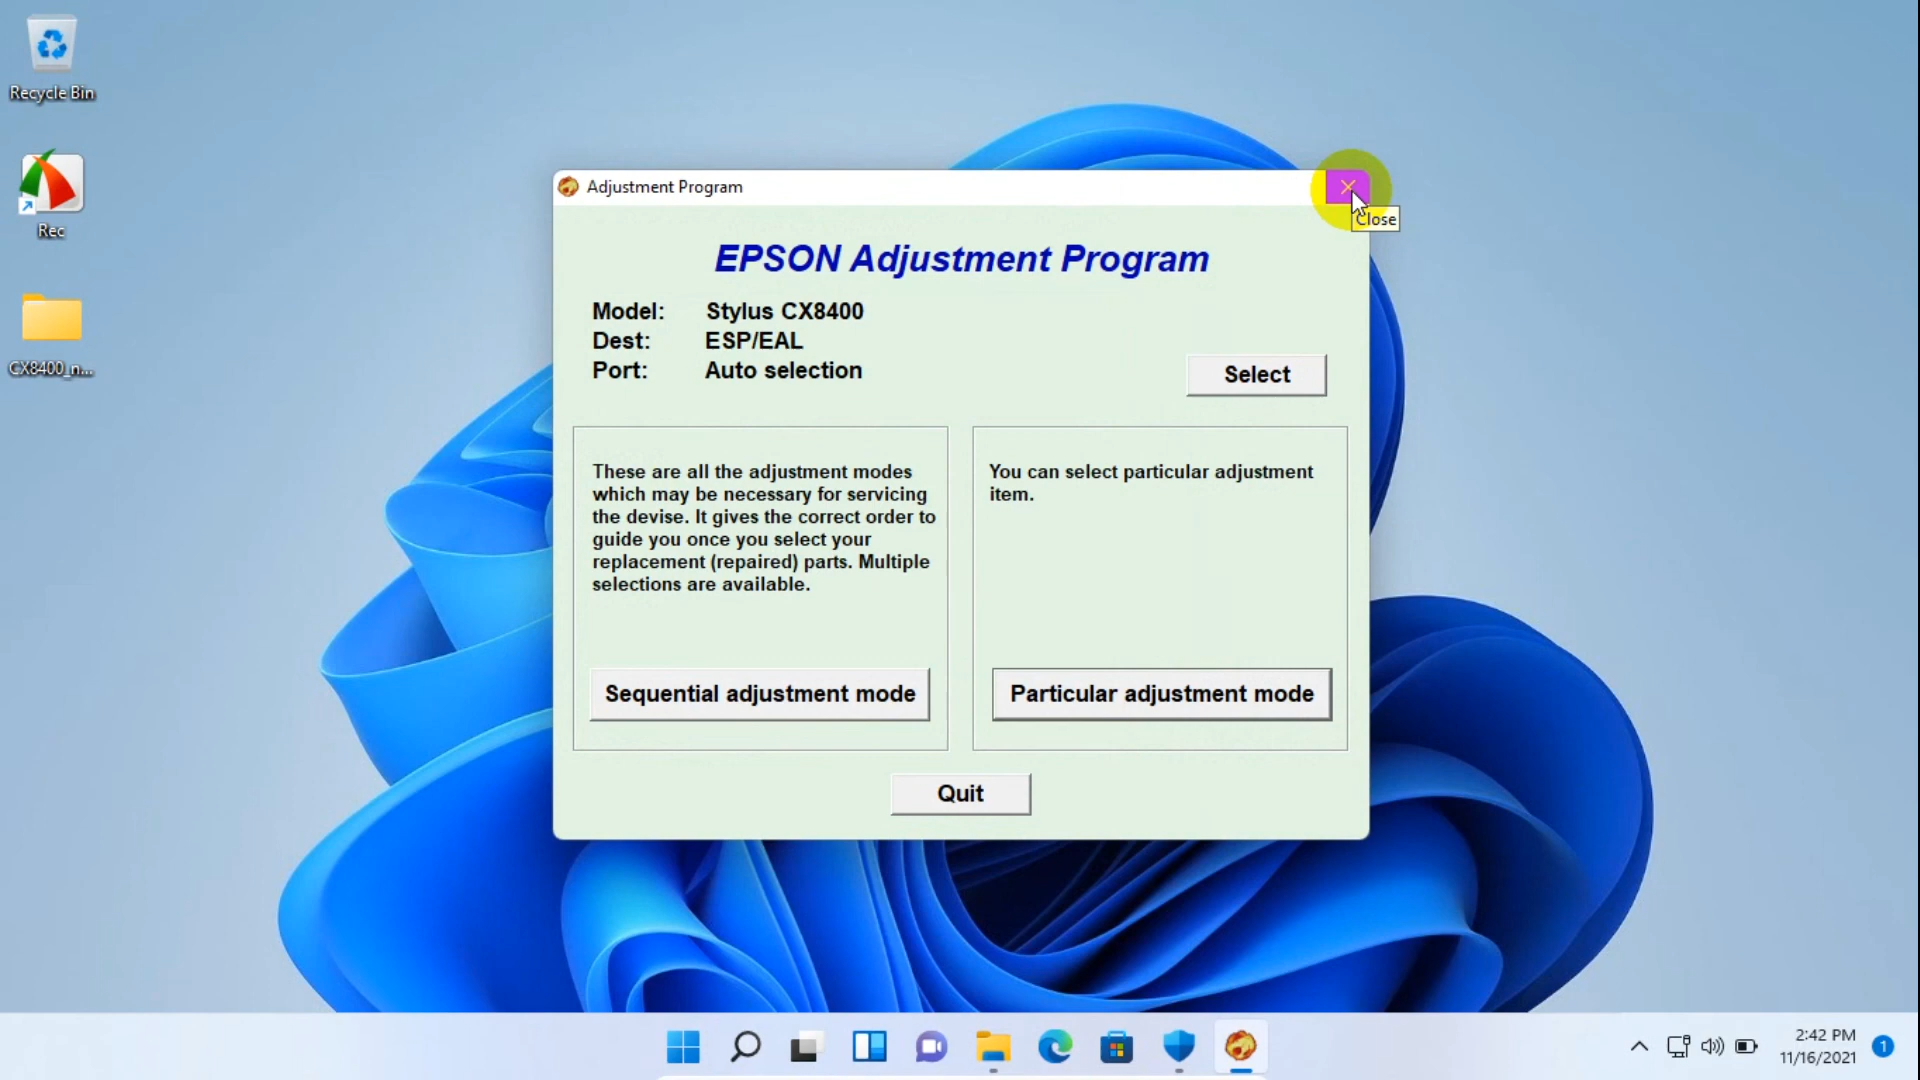 Recycle Bin
Rec
CX8400_n...
Adjustment Program
Close
EPSON Adjustment Program
Model: Stylus CX8400
Dest: ESP/EAL
Port: Auto selection
Select
These are all the adjustment modes
which may be necessary for servicing
the devise. It gives the correct order to
guide you once you select your
replacement (repaired) parts. Multiple
selections are available.
Sequential adjustment mode
You can select particular adjustment
item.
Particular adjustment mode
Quit
2:42 PM
11/16/2021
1